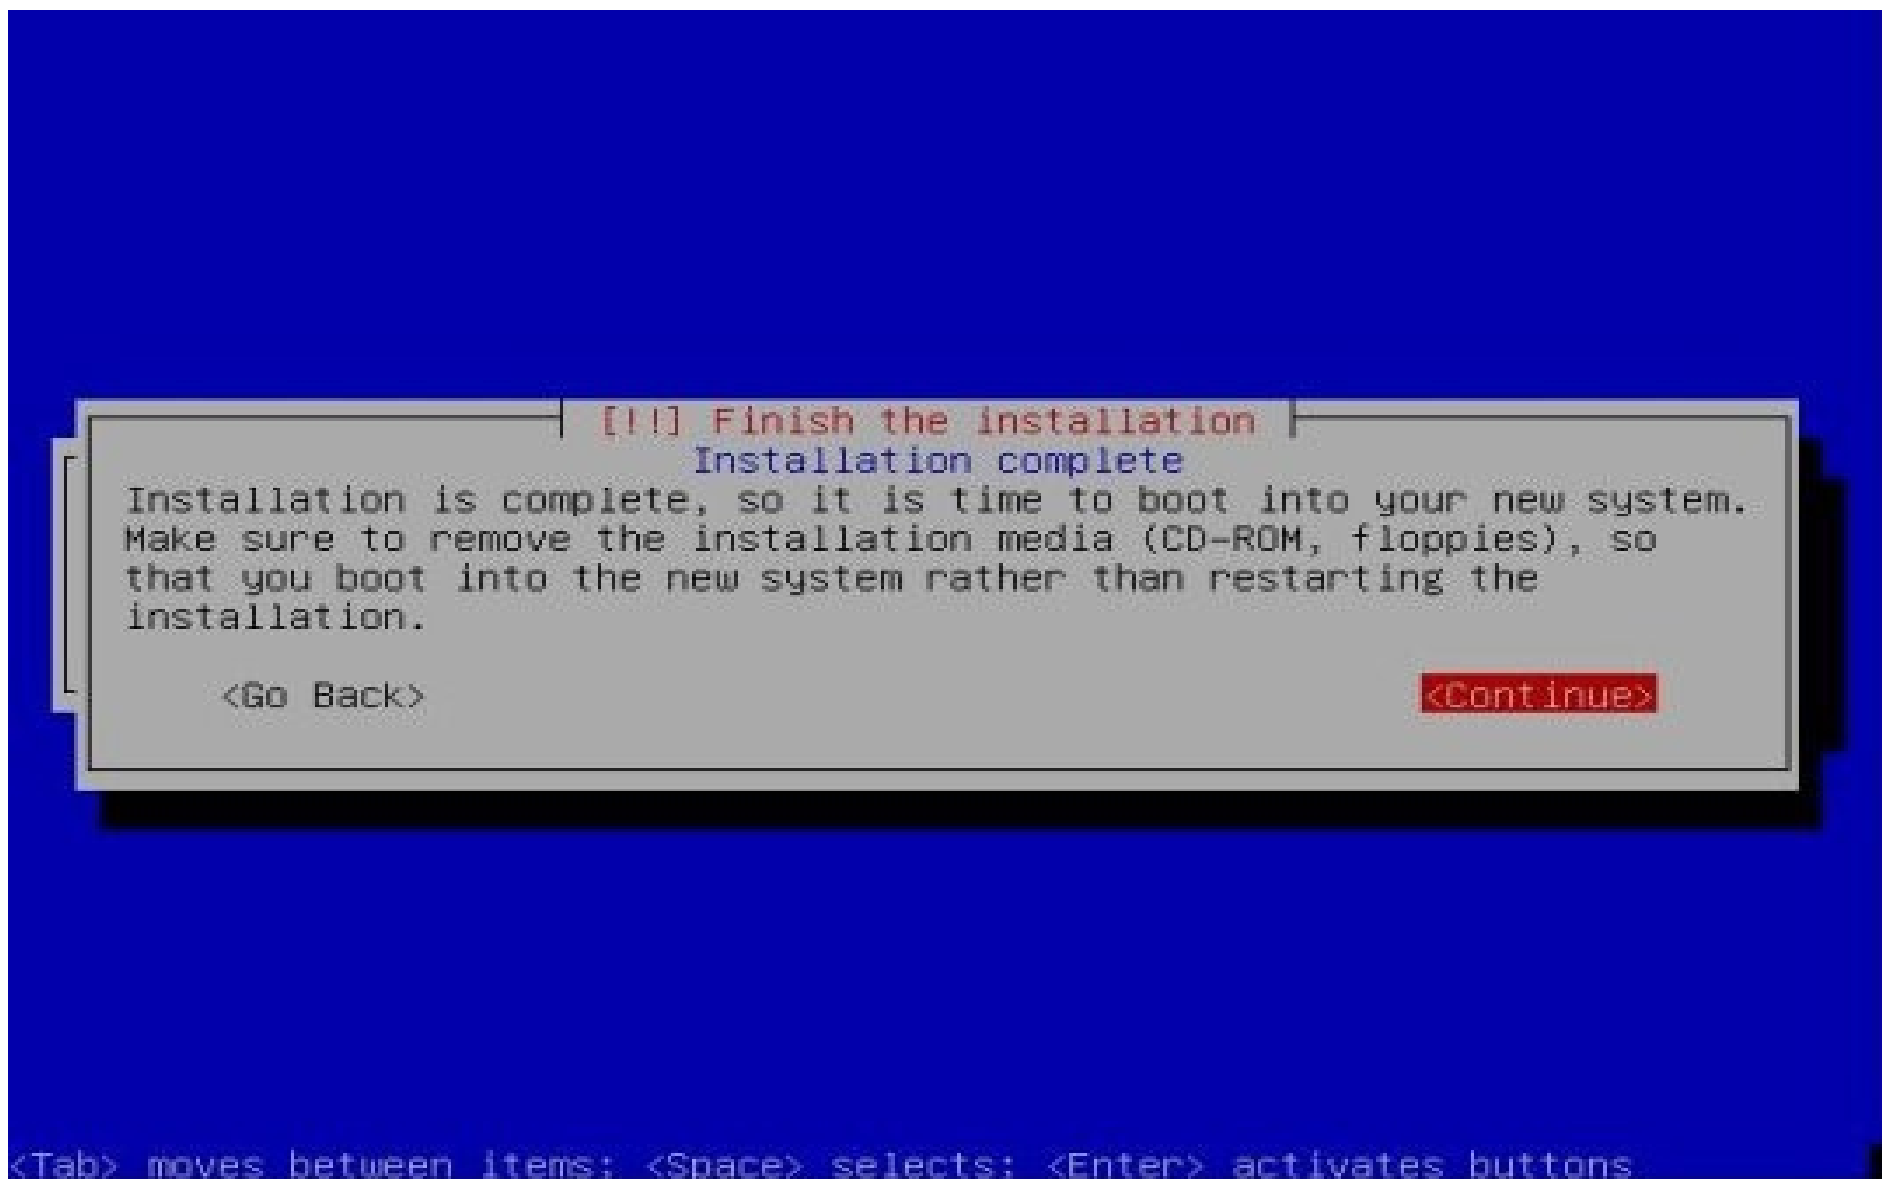 [!!] Finish the installation
Installation complete
Installation is complete, so it is time to boot into your new system.
Make sure to remove the installation media (CD-ROM, floppies), so
that you boot into the new system rather than restarting the
installation.
<Go Back> <Continue>
<Tab> moves between items; <Space> selects; <Enter> activates buttons